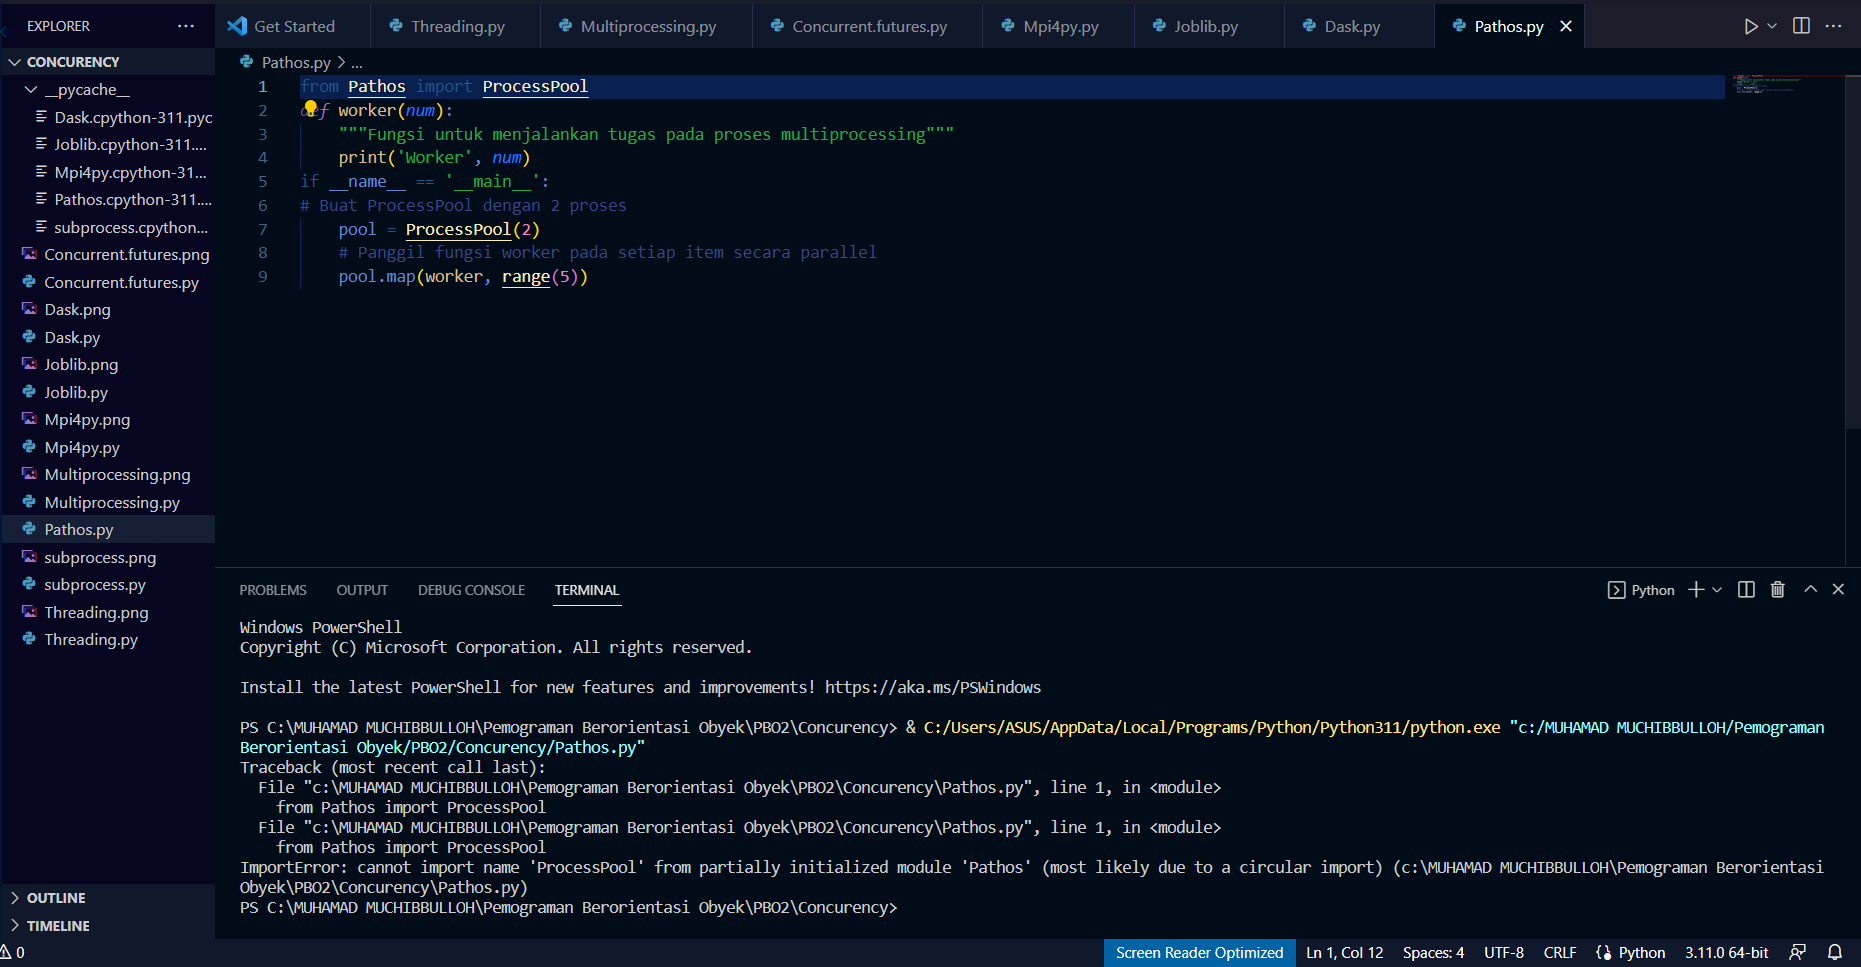 EXPLORER
CONCURENCY
__pycache__
Dask.cpython-311.pyc
Joblib.cpython-311....
Mpi4py.cpython-31...
Pathos.cpython-311....
subprocess.cpython...
Concurrent.futures.png
Concurrent.futures.py
Dask.png
Dask.py
Joblib.png
Joblib.py
Mpi4py.png
Mpi4py.py
Multiprocessing.png
Multiprocessing.py
Pathos.py
subprocess.png
subprocess.py
Threading.png
Threading.py
OUTLINE
TIMELINE
Get Started
Threading.py
Multiprocessing.py
Concurrent.futures.py
Mpi4py.py
Joblib.py
Dask.py
Pathos.py
Pathos.py > ...
1 from Pathos import ProcessPool
2 def worker(num):
3 """Fungsi untuk menjalankan tugas pada proses multiprocessing"""
4 print('Worker', num)
5 if __name__ == '__main__':
6 # Buat ProcessPool dengan 2 proses
7 pool = ProcessPool(2)
8 # Panggil fungsi worker pada setiap item secara parallel
9 pool.map(worker, range(5))
PROBLEMS OUTPUT DEBUG CONSOLE TERMINAL
Python
Windows PowerShell
Copyright (C) Microsoft Corporation. All rights reserved.
Install the latest PowerShell for new features and improvements! https://aka.ms/PSWindows
PS C:\MUHAMAD MUCHIBBULLOH\Pemograman Berorientasi Obyek\PBO2\Concurency> & C:/Users/ASUS/AppData/Local/Programs/Python/Python311/python.exe "c:/MUHAMAD MUCHIBBULLOH/Pemograman
Berorientasi Obyek/PBO2/Concurency/Pathos.py"
Traceback (most recent call last):
File "c:\MUHAMAD MUCHIBBULLOH\Pemograman Berorientasi Obyek\PBO2\Concurency\Pathos.py", line 1, in <module>
from Pathos import ProcessPool
File "c:\MUHAMAD MUCHIBBULLOH\Pemograman Berorientasi Obyek\PBO2\Concurency\Pathos.py", line 1, in <module>
from Pathos import ProcessPool
ImportError: cannot import name 'ProcessPool' from partially initialized module 'Pathos' (most likely due to a circular import) (c:\MUHAMAD MUCHIBBULLOH\Pemograman Berorientasi
Obyek\PBO2\Concurency\Pathos.py)
PS C:\MUHAMAD MUCHIBBULLOH\Pemograman Berorientasi Obyek\PBO2\Concurency>
0
Screen Reader Optimized Ln 1, Col 12 Spaces: 4 UTF-8 CRLF Python 3.11.0 64-bit